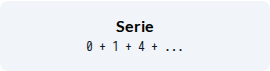 Serie
0 + 1 + 4 + ...